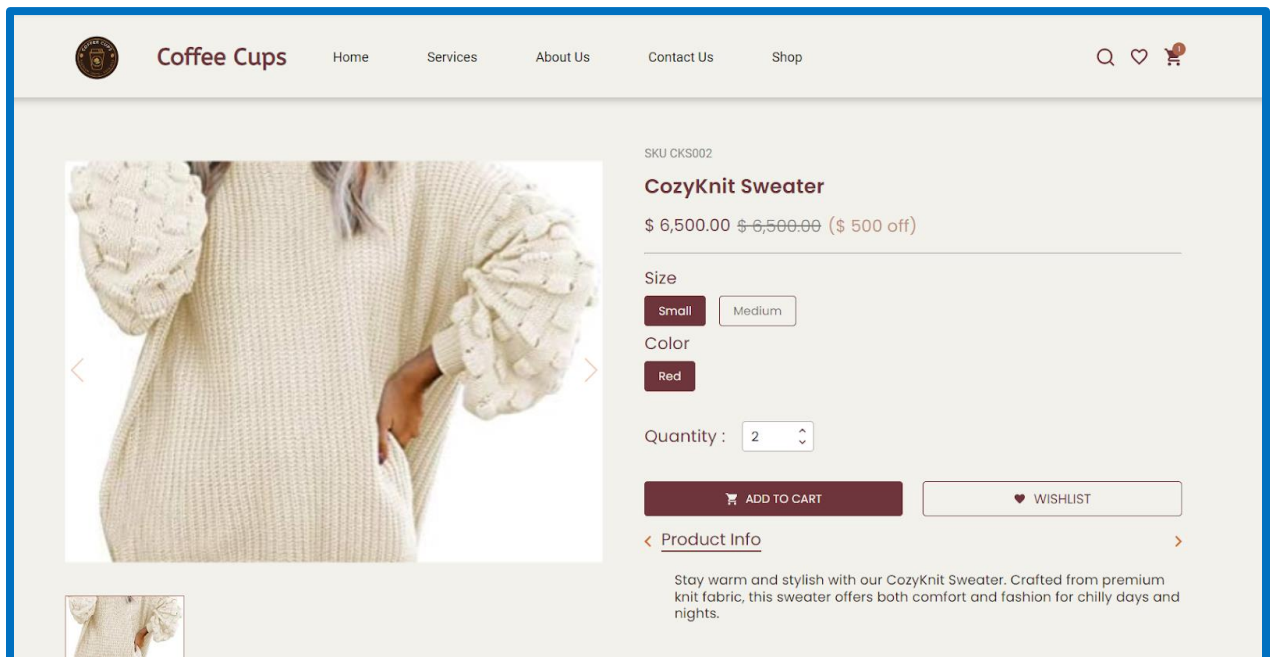 COFFEE CUPS
Coffee Cups
Home
Services
About Us
Contact Us
Shop
1
SKU CKS002
CozyKnit Sweater
$ 6,500.00 $ 6,500.00 ($ 500 off)
Size
Small
Medium
Color
Red
Quantity :
2
ADD TO CART
WISHLIST
Product Info
Stay warm and stylish with our CozyKnit Sweater. Crafted from premium
knit fabric, this sweater offers both comfort and fashion for chilly days and
nights.